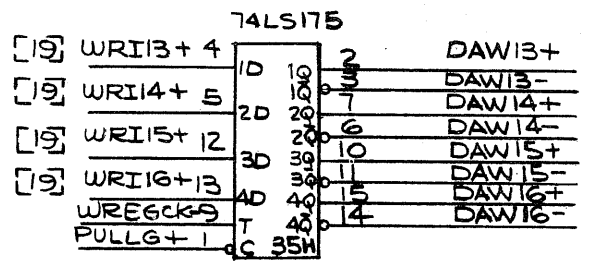 74LS175
[19] WRI13+ 4 1D 1Q 2 DAW13+
1Q 3 DAW13-
[19] WRI14+ 5 2D 2Q 7 DAW14+
2Q 6 DAW14-
[19] WRI15+ 12 3D 3Q 10 DAW15+
3Q 11 DAW15-
[19] WRI16+ 13 4D 4Q 15 DAW16+
WREGCK- 9 T 4Q 14 DAW16-
PULLG+ 1 C 35H